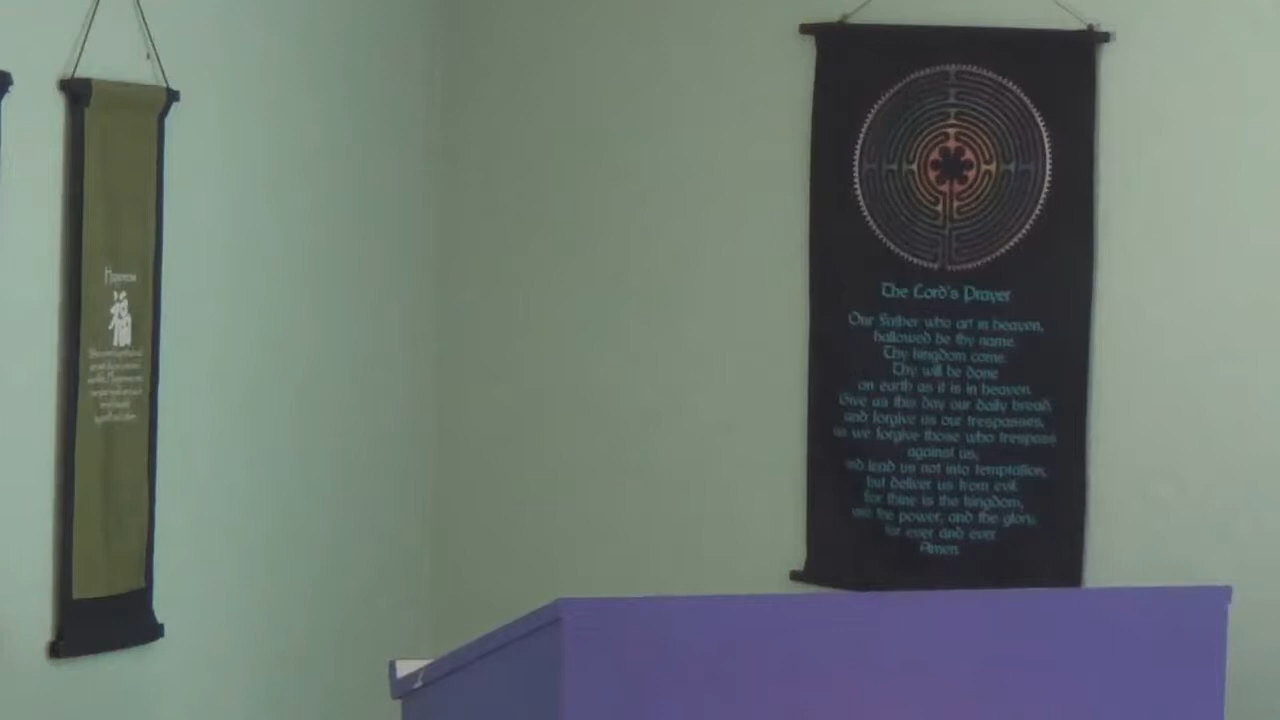 Happiness
福
The Lord's Prayer
Our Father who art in heaven,
hallowed be thy name.
Thy kingdom come.
Thy will be done
on earth as it is in heaven.
Give us this day our daily bread,
and forgive us our trespasses,
as we forgive those who trespass
against us,
and lead us not into temptation,
but deliver us from evil.
for thine is the kingdom,
and the power, and the glory,
for ever and ever
Amen.